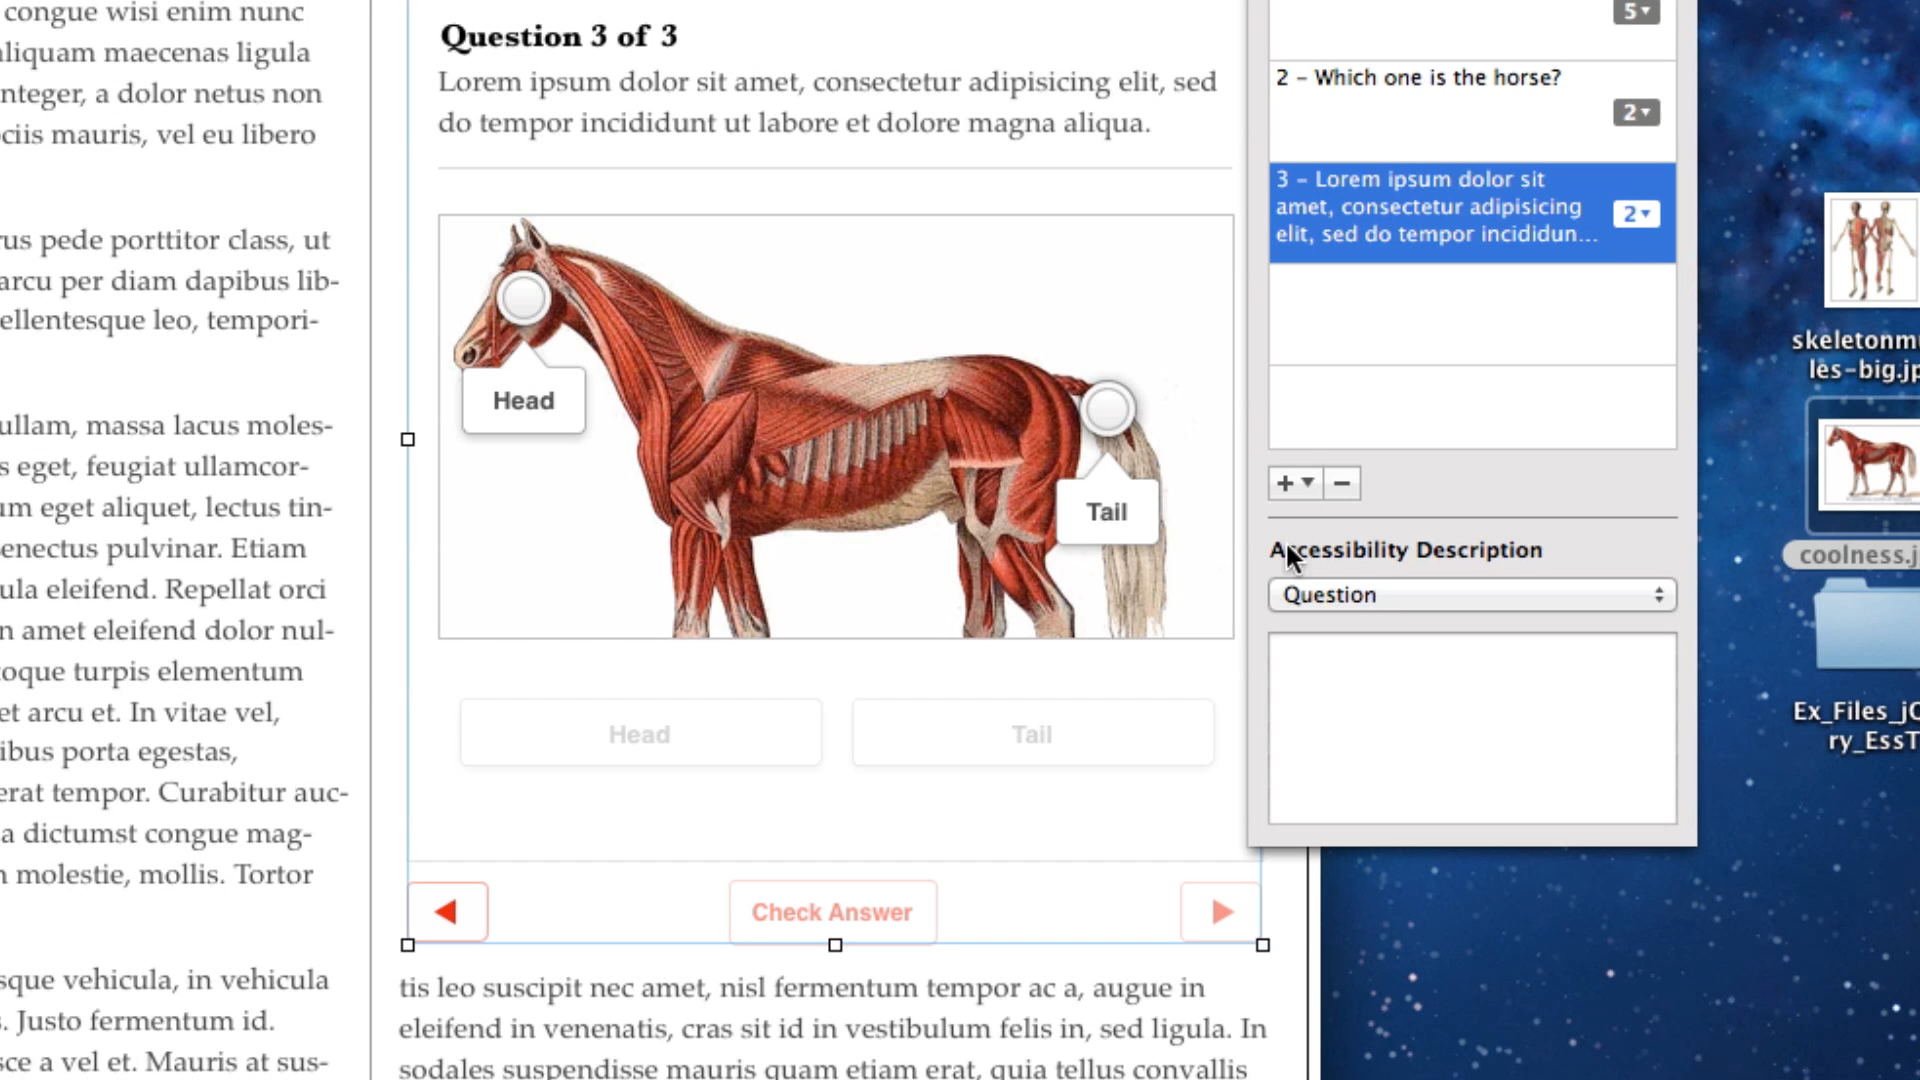 congue wisi enim nunc
aliquam maecenas ligula
nteger, a dolor netus non
ciis mauris, vel eu libero
rus pede porttitor class, ut
arcu per diam dapibus lib-
ellentesque leo, tempori-
ullam, massa lacus moles-
s eget, feugiat ullamcor-
um eget aliquet, lectus tin-
senectus pulvinar. Etiam
ula eleifend. Repellat orci
n amet eleifend dolor nul-
toque turpis elementum
et arcu et. In vitae vel,
ibus porta egestas,
erat tempor. Curabitur auc-
a dictumst congue mag-
n molestie, mollis. Tortor
sque vehicula, in vehicula
s. Justo fermentum id.
sce a vel et. Mauris at sus-
Question 3 of 3
Lorem ipsum dolor sit amet, consectetur adipisicing elit, sed
do tempor incididunt ut labore et dolore magna aliqua.
Head
Tail
Head
Tail
Check Answer
tis leo suscipit nec amet, nisl fermentum tempor ac a, augue in
eleifend in venenatis, cras sit id in vestibulum felis in, sed ligula. In
sodales suspendisse mauris quam etiam erat, quia tellus convallis
5
2 – Which one is the horse?
2
3 – Lorem ipsum dolor sit
amet, consectetur adipisicing
elit, sed do tempor incididun...
2
Accessibility Description
Question
skeletonmu
les-big.jp
coolness.j
Ex_Files_jC
ry_EssT